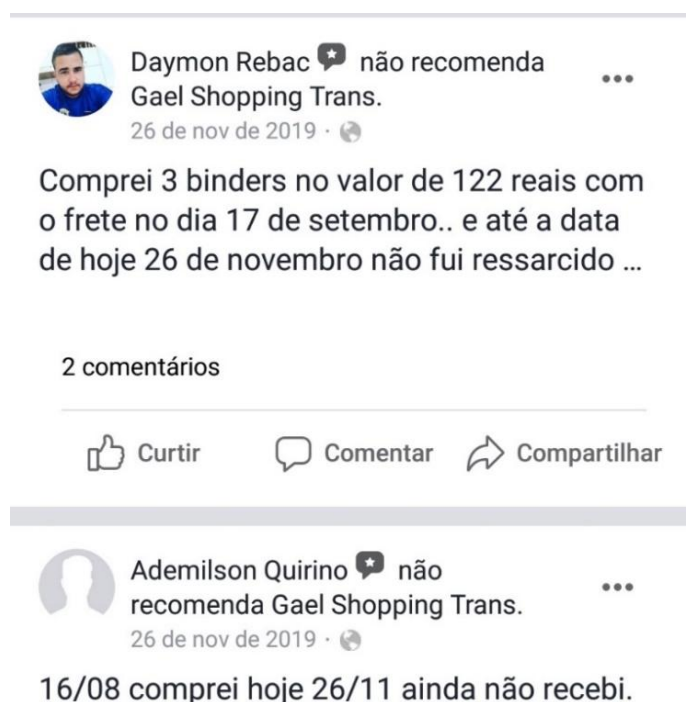 Daymon Rebac não recomenda
Gael Shopping Trans.
26 de nov de 2019 ·
Comprei 3 binders no valor de 122 reais com
o frete no dia 17 de setembro.. e até a data
de hoje 26 de novembro não fui ressarcido ...
2 comentários
Curtir Comentar Compartilhar
Ademilson Quirino não
recomenda Gael Shopping Trans.
26 de nov de 2019 ·
16/08 comprei hoje 26/11 ainda não recebi.